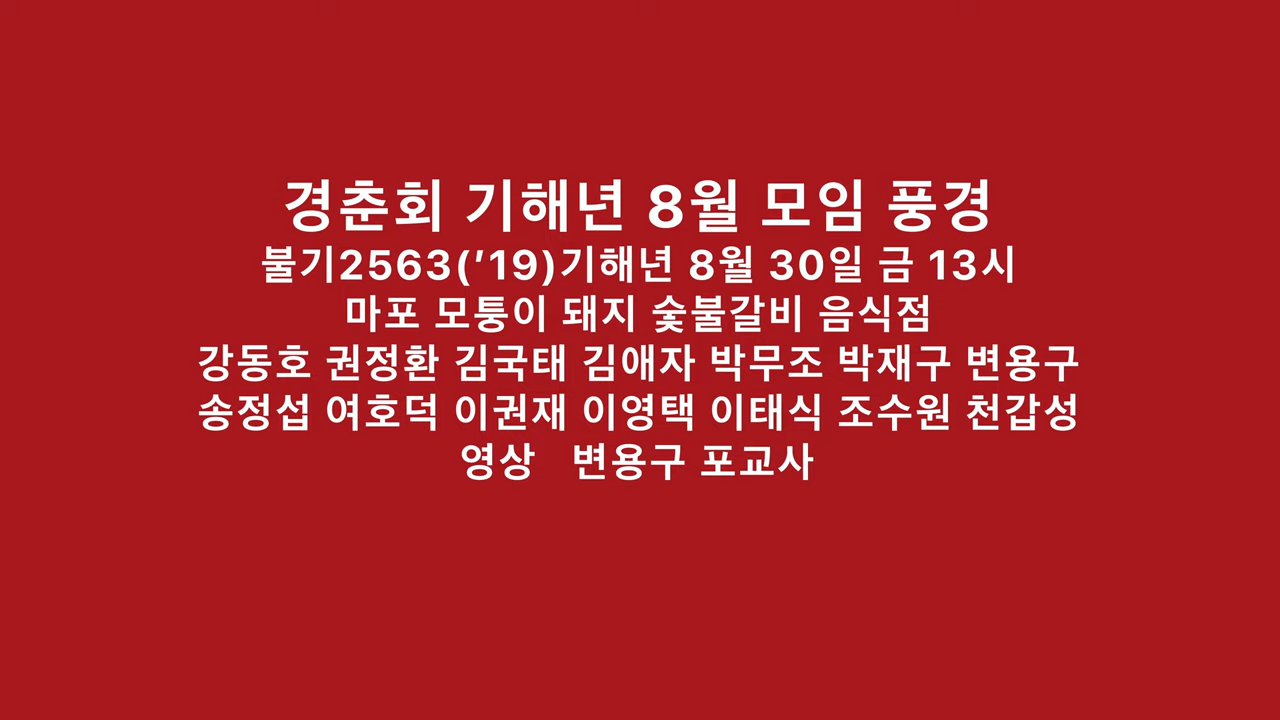 경춘회 기해년 8월 모임 풍경
불기2563(′19)기해년 8월 30일 금 13시
마포 모퉁이 돼지 숯불갈비 음식점
강동호 권정환 김국태 김애자 박무조 박재구 변용구
송정섭 여호덕 이권재 이영택 이태식 조수원 천갑성
영상 변용구 포교사